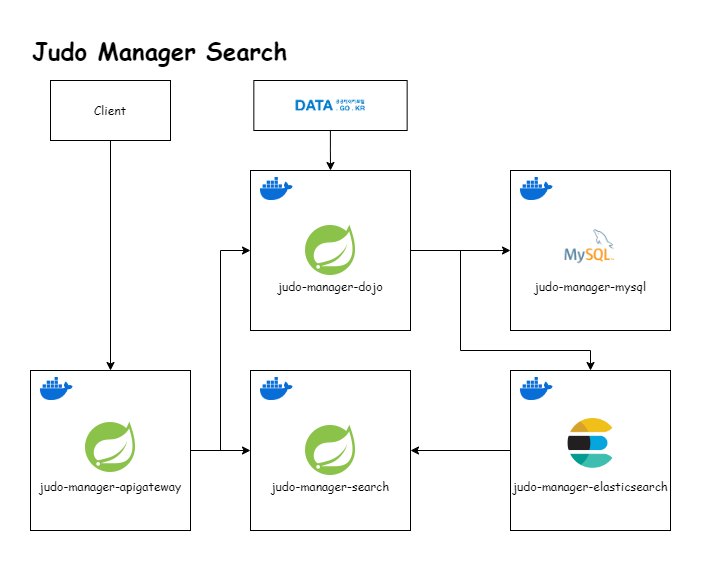 Judo Manager Search
Client
DATA 공공데이터포털
.GO.KR
judo-manager-dojo
MySQL
judo-manager-mysql
judo-manager-apigateway
judo-manager-search
judo-manager-elasticsearch